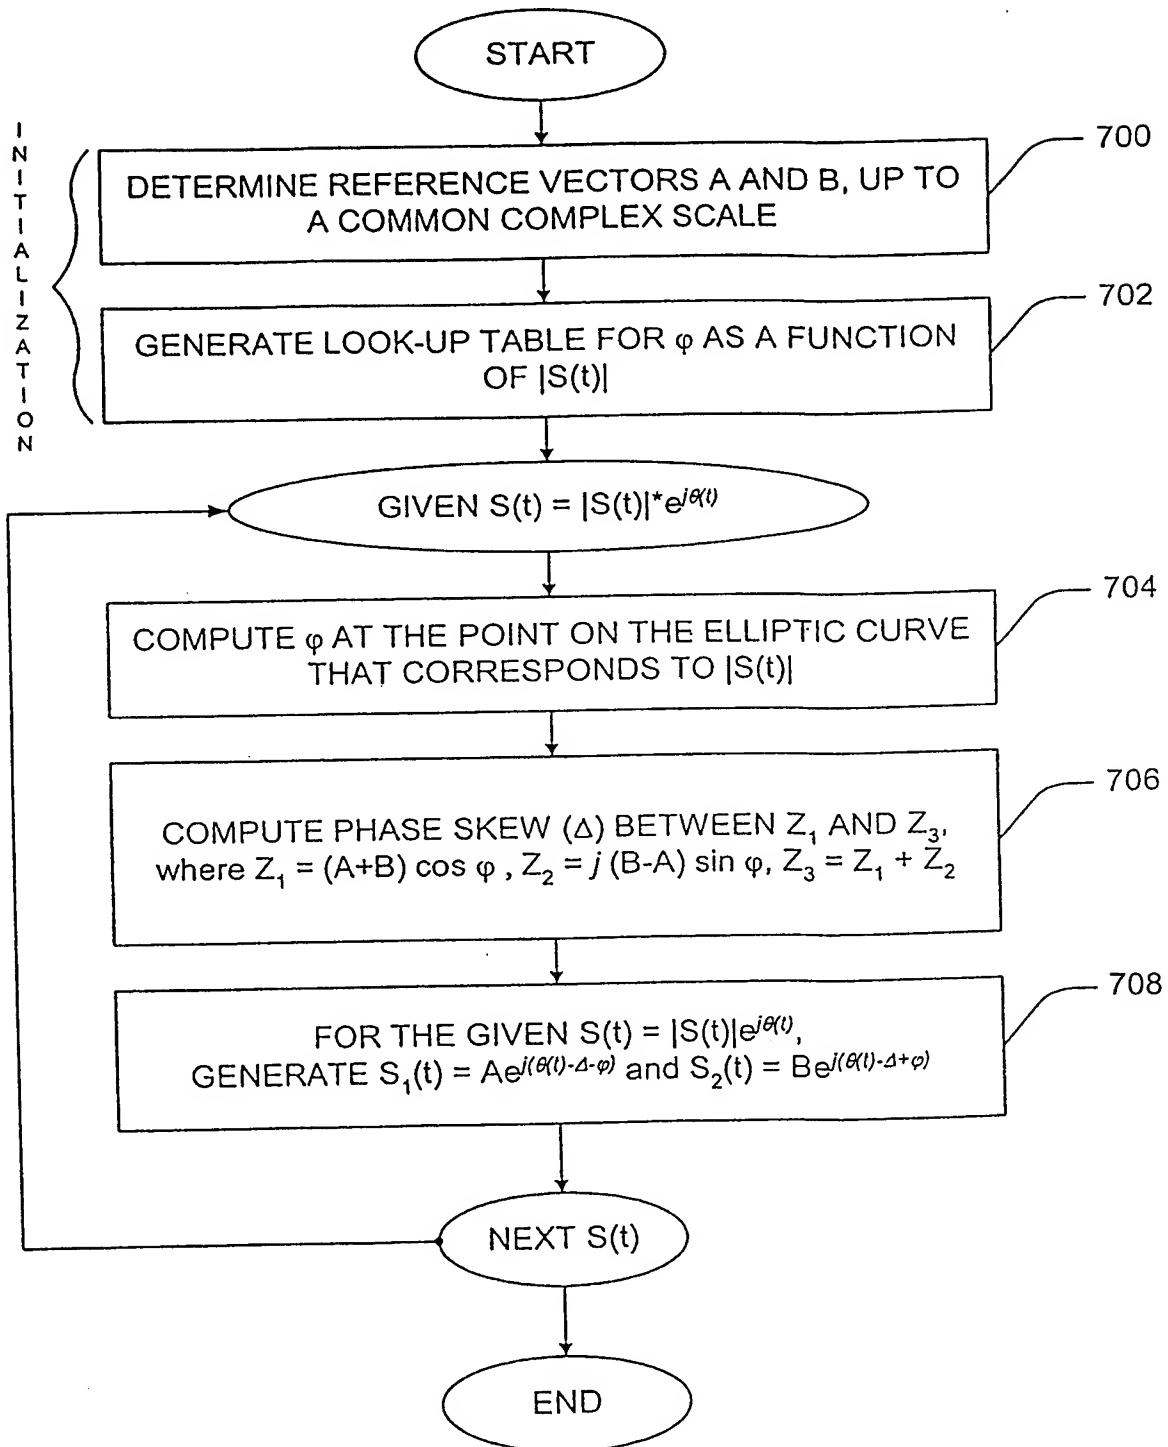 START
INITIALIZATION
700
DETERMINE REFERENCE VECTORS A AND B, UP TO
A COMMON COMPLEX SCALE
702
GENERATE LOOK-UP TABLE FOR φ AS A FUNCTION
OF |S(t)|
GIVEN S(t) = |S(t)|*e^{jθ(t)}
704
COMPUTE φ AT THE POINT ON THE ELLIPTIC CURVE
THAT CORRESPONDS TO |S(t)|
706
COMPUTE PHASE SKEW (Δ) BETWEEN Z₁ AND Z₃,
where Z₁ = (A+B) cos φ , Z₂ = j (B-A) sin φ, Z₃ = Z₁ + Z₂
708
FOR THE GIVEN S(t) = |S(t)|e^{jθ(t)},
GENERATE S₁(t) = Ae^{j(θ(t)-Δ-φ)} and S₂(t) = Be^{j(θ(t)-Δ+φ)}
NEXT S(t)
END